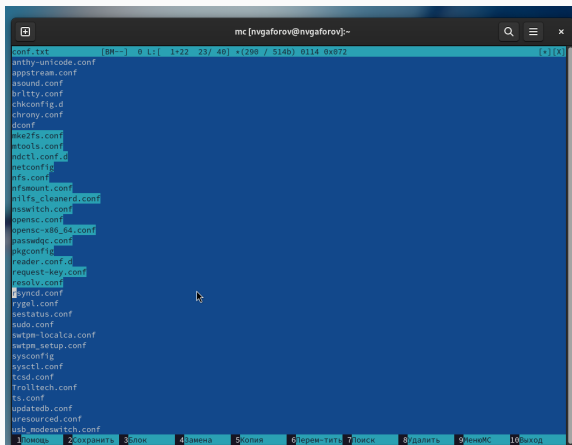 mc [nvgaforov@nvgaforov]:~
conf.txt [BM--] 0 L:[ 1+22 23/ 40] *(290 / 514b) 0114 0x072 [*][X]
anthy-unicode.conf
appstream.conf
asound.conf
brltty.conf
chkconfig.d
chrony.conf
dconf
mke2fs.conf
mtools.conf
ndctl.conf.d
netconfig
nfs.conf
nfsmount.conf
nilfs_cleanerd.conf
nsswitch.conf
opensc.conf
opensc-x86_64.conf
passwdqc.conf
pkgconfig
reader.conf.d
request-key.conf
resolv.conf
rsyncd.conf
rygel.conf
sestatus.conf
sudo.conf
swtpm-localca.conf
swtpm_setup.conf
sysconfig
sysctl.conf
tcsd.conf
Trolltech.conf
ts.conf
updatedb.conf
uresourced.conf
usb_modeswitch.conf
1Помощь 2Сохранить 3Блок 4Замена 5Копия 6Перем~тить 7Поиск 8Удалить 9МенюMC 10Выход